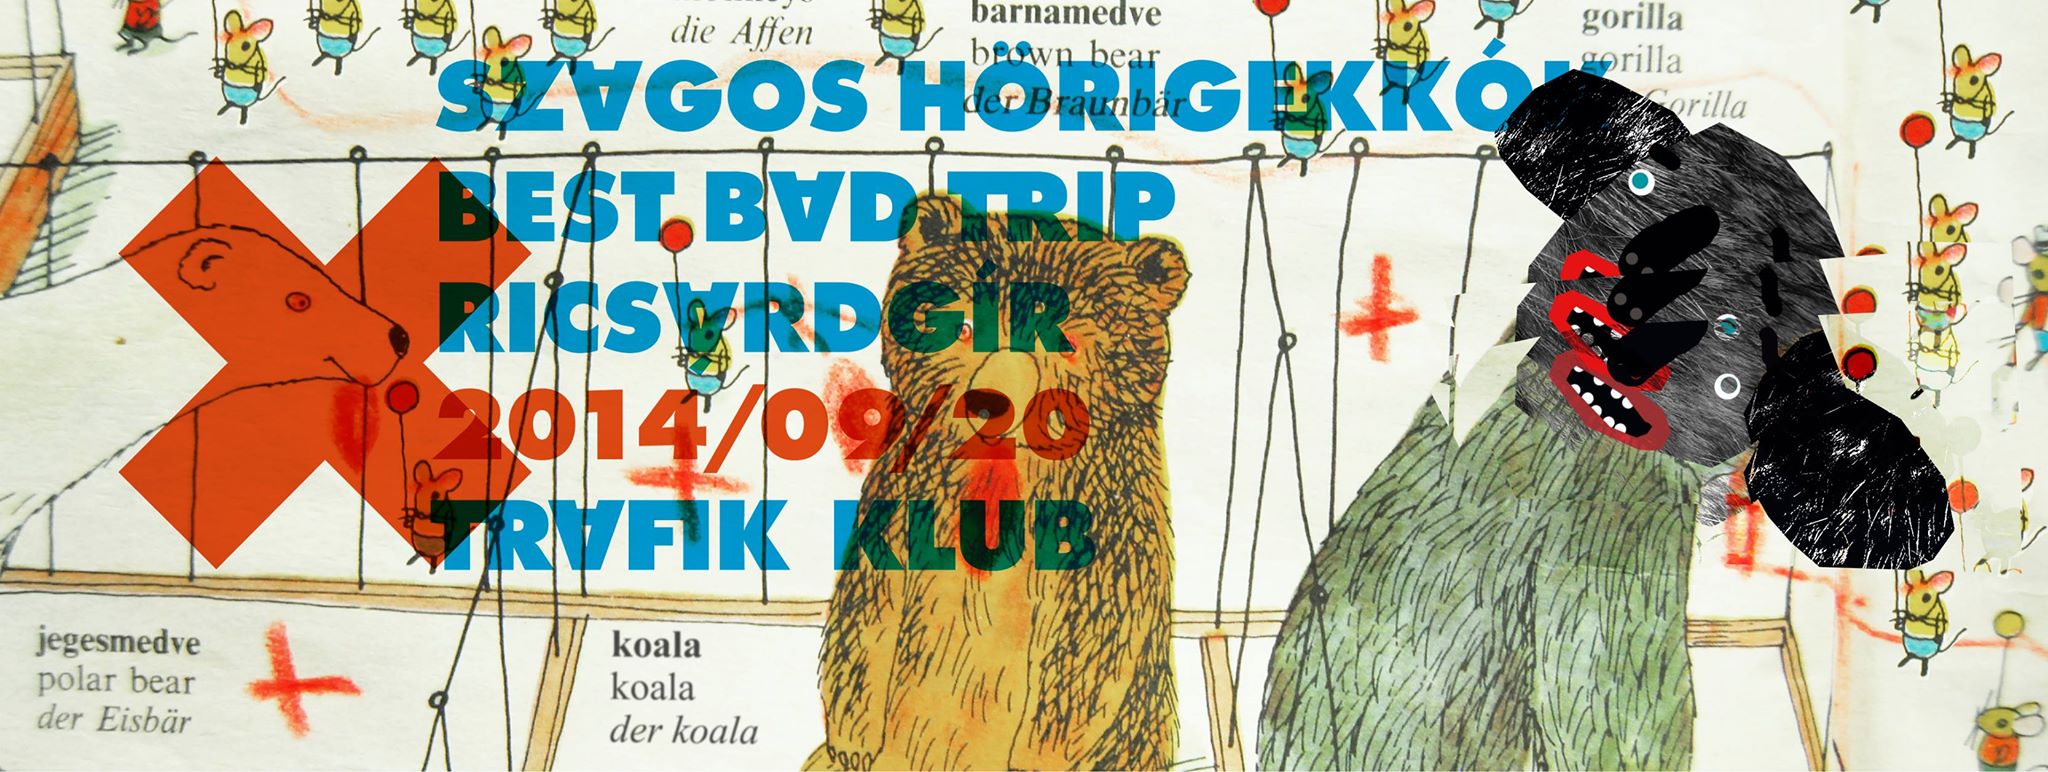 die Affen
barnamedve
brown bear
der Braunbär
gorilla
gorilla
Gorilla
SZAGOS HÖRIGEKKÓK
BEST BAD TRIP
RICSARDGÍR
2014/09/20
TRAFIK KLUB
jegesmedve
polar bear
der Eisbär
koala
koala
der koala